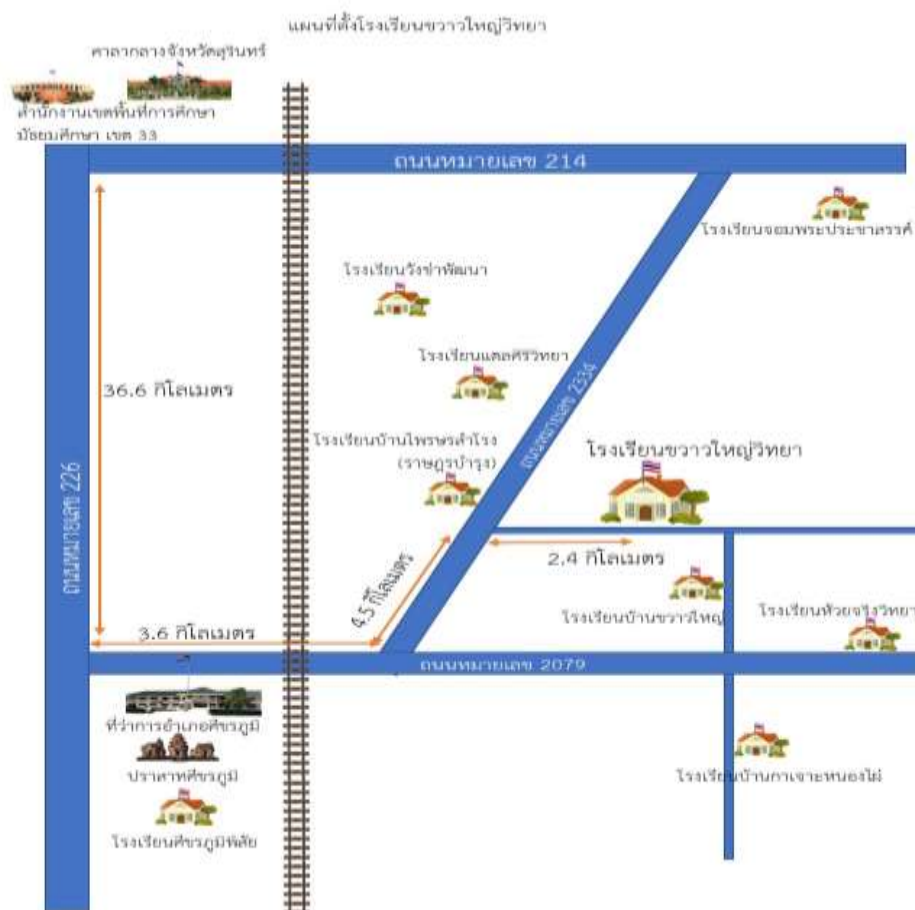 แผนที่ตั้งโรงเรียนขวาวใหญ่วิทยา
ศาลากลางจังหวัดสุรินทร์
สำนักงานเขตพื้นที่การศึกษา
มัธยมศึกษา เขต 33
ถนนหมายเลข 214
โรงเรียนจอมพระประชาสรรค์
โรงเรียนวังข่าพัฒนา
โรงเรียนแตลศิริวิทยา
36.6 กิโลเมตร
ถนนหมายเลข 2334
โรงเรียนบ้านไพรษรสำโรง
(ราษฎรบำรุง)
โรงเรียนขวาวใหญ่วิทยา
ถนนหมายเลข 226
2.4 กิโลเมตร
4.5 กิโลเมตร
โรงเรียนบ้านขวาวใหญ่
โรงเรียนห้วยจริงวิทยา
3.6 กิโลเมตร
ถนนหมายเลข 2079
ที่ว่าการอำเภอศีขรภูมิ
ปราสาทศีขรภูมิ
โรงเรียนบ้านกาเจาะหนองไผ่
โรงเรียนศีขรภูมิพิสัย